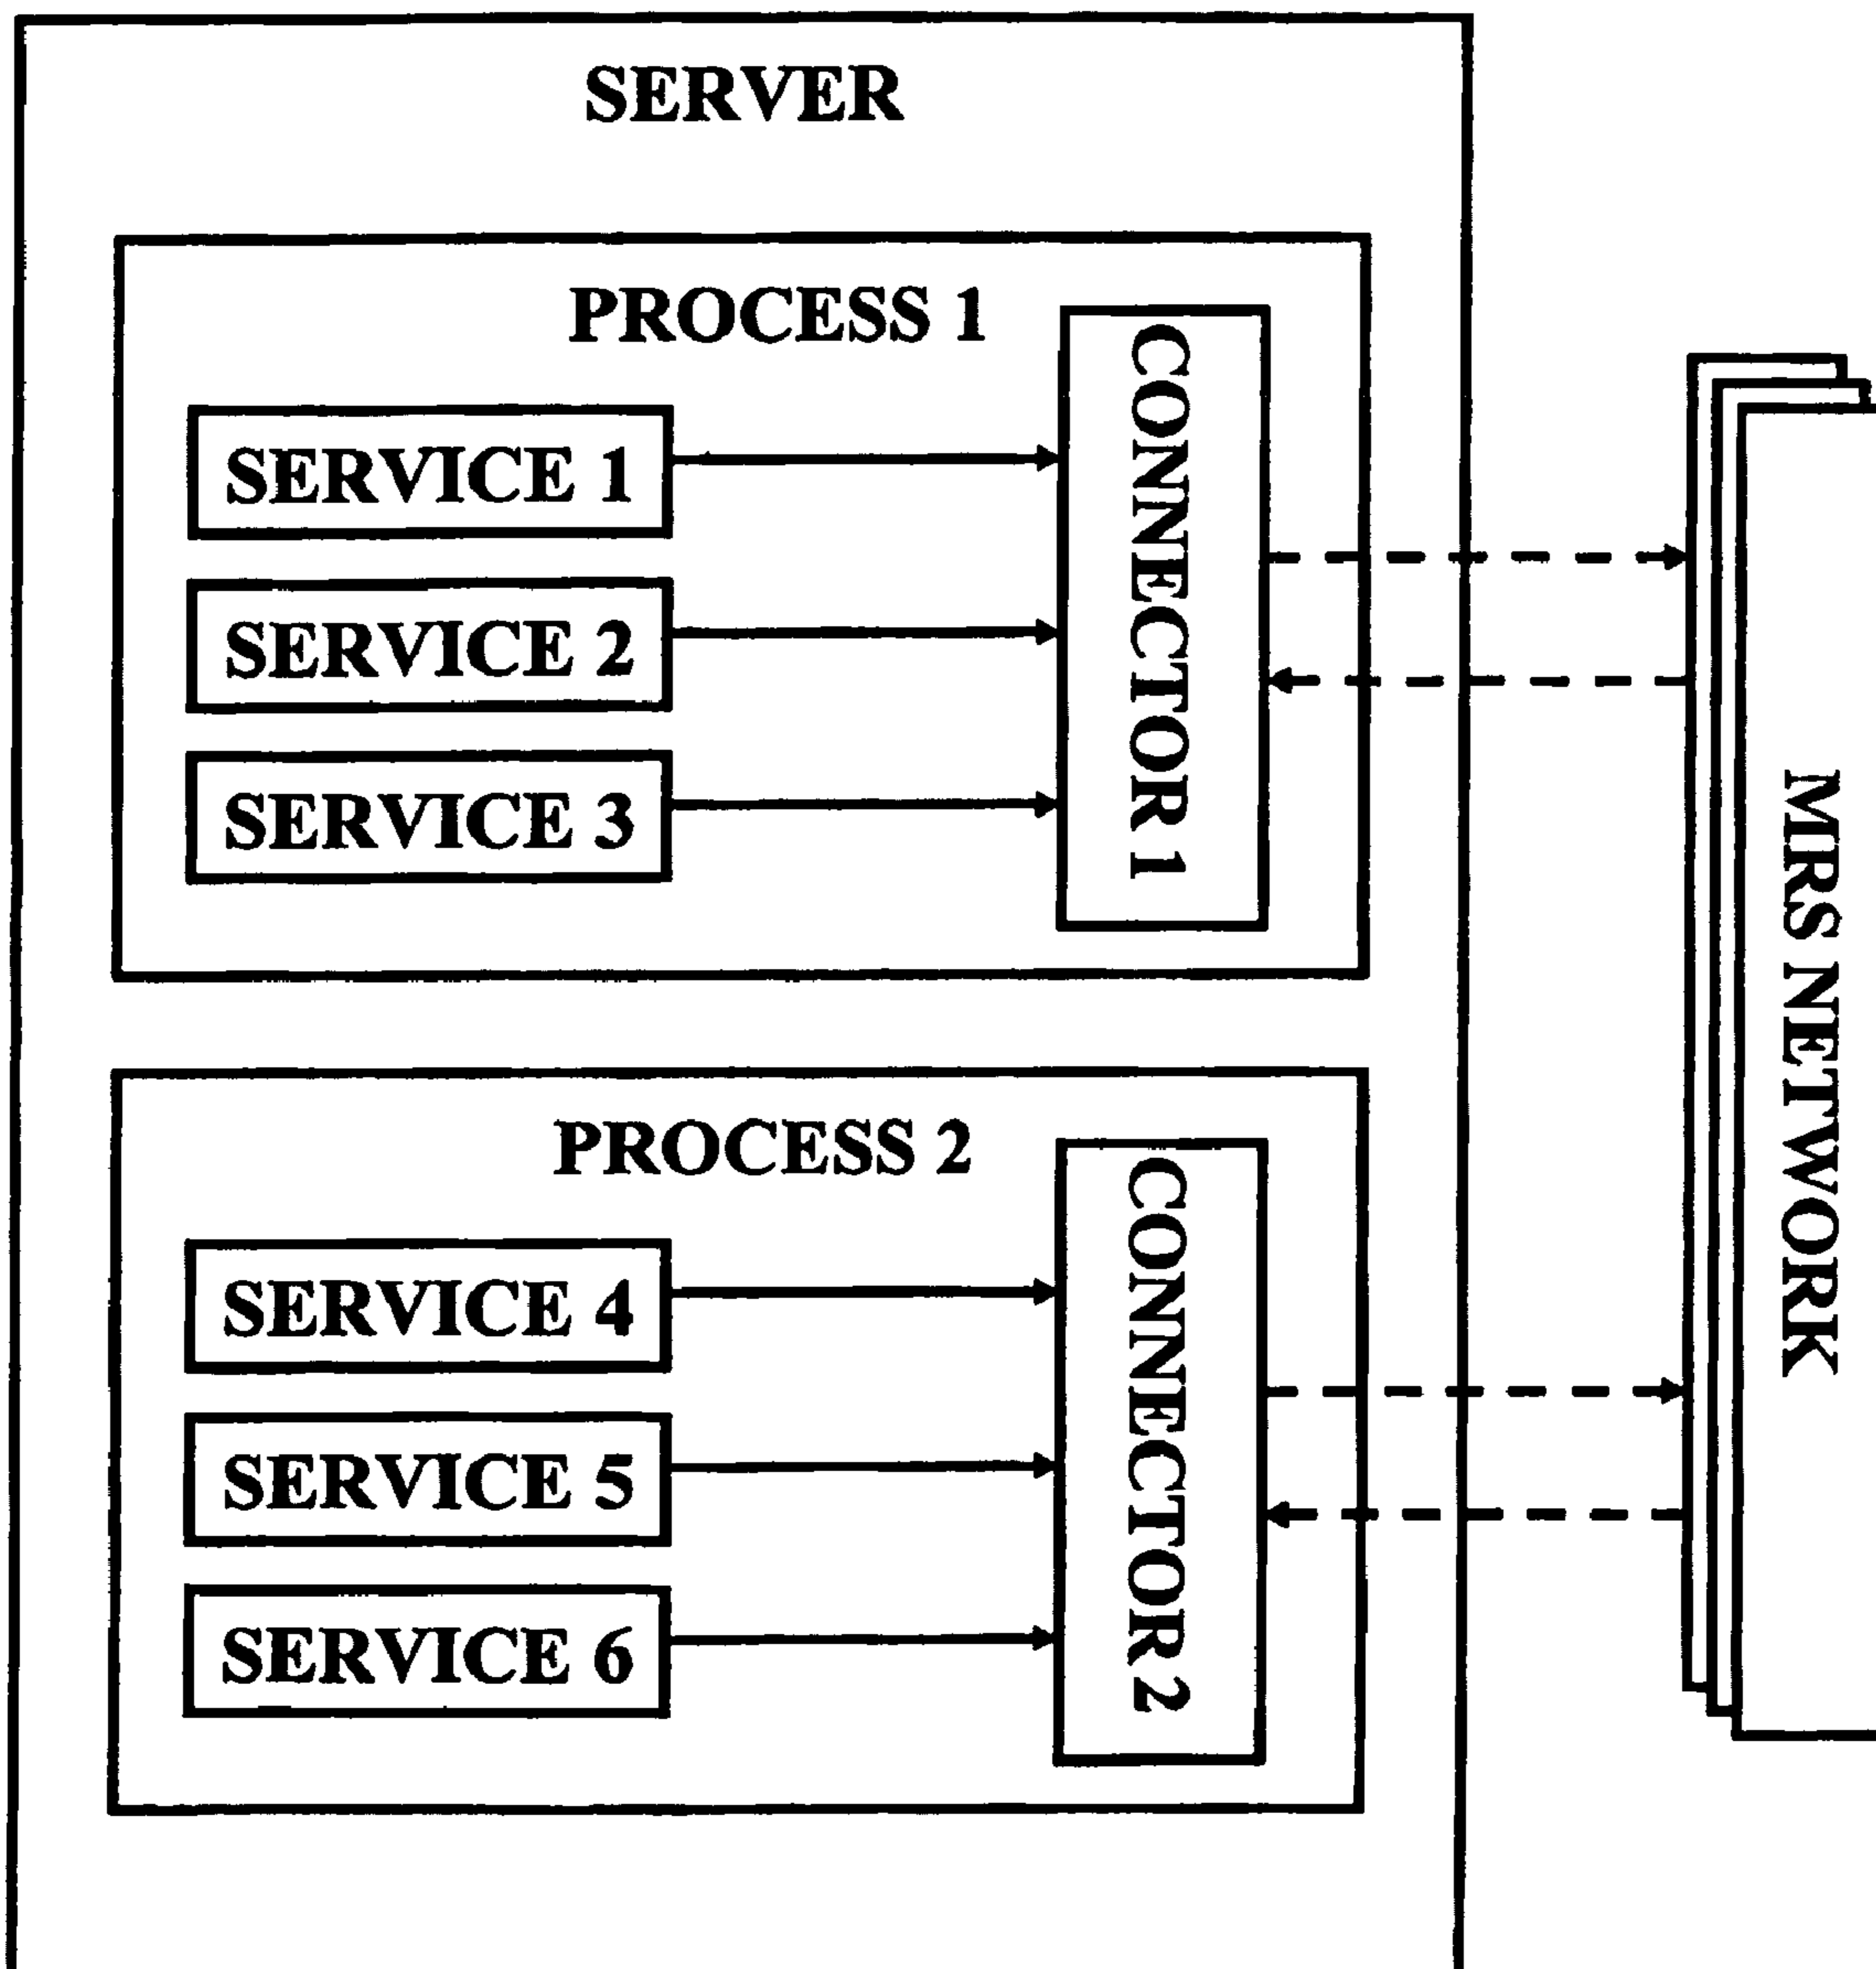 SERVER
PROCESS 1
CONNECTOR 1
SERVICE 1
SERVICE 2
SERVICE 3
MRS NETWORK
PROCESS 2
CONNECTOR 2
SERVICE 4
SERVICE 5
SERVICE 6